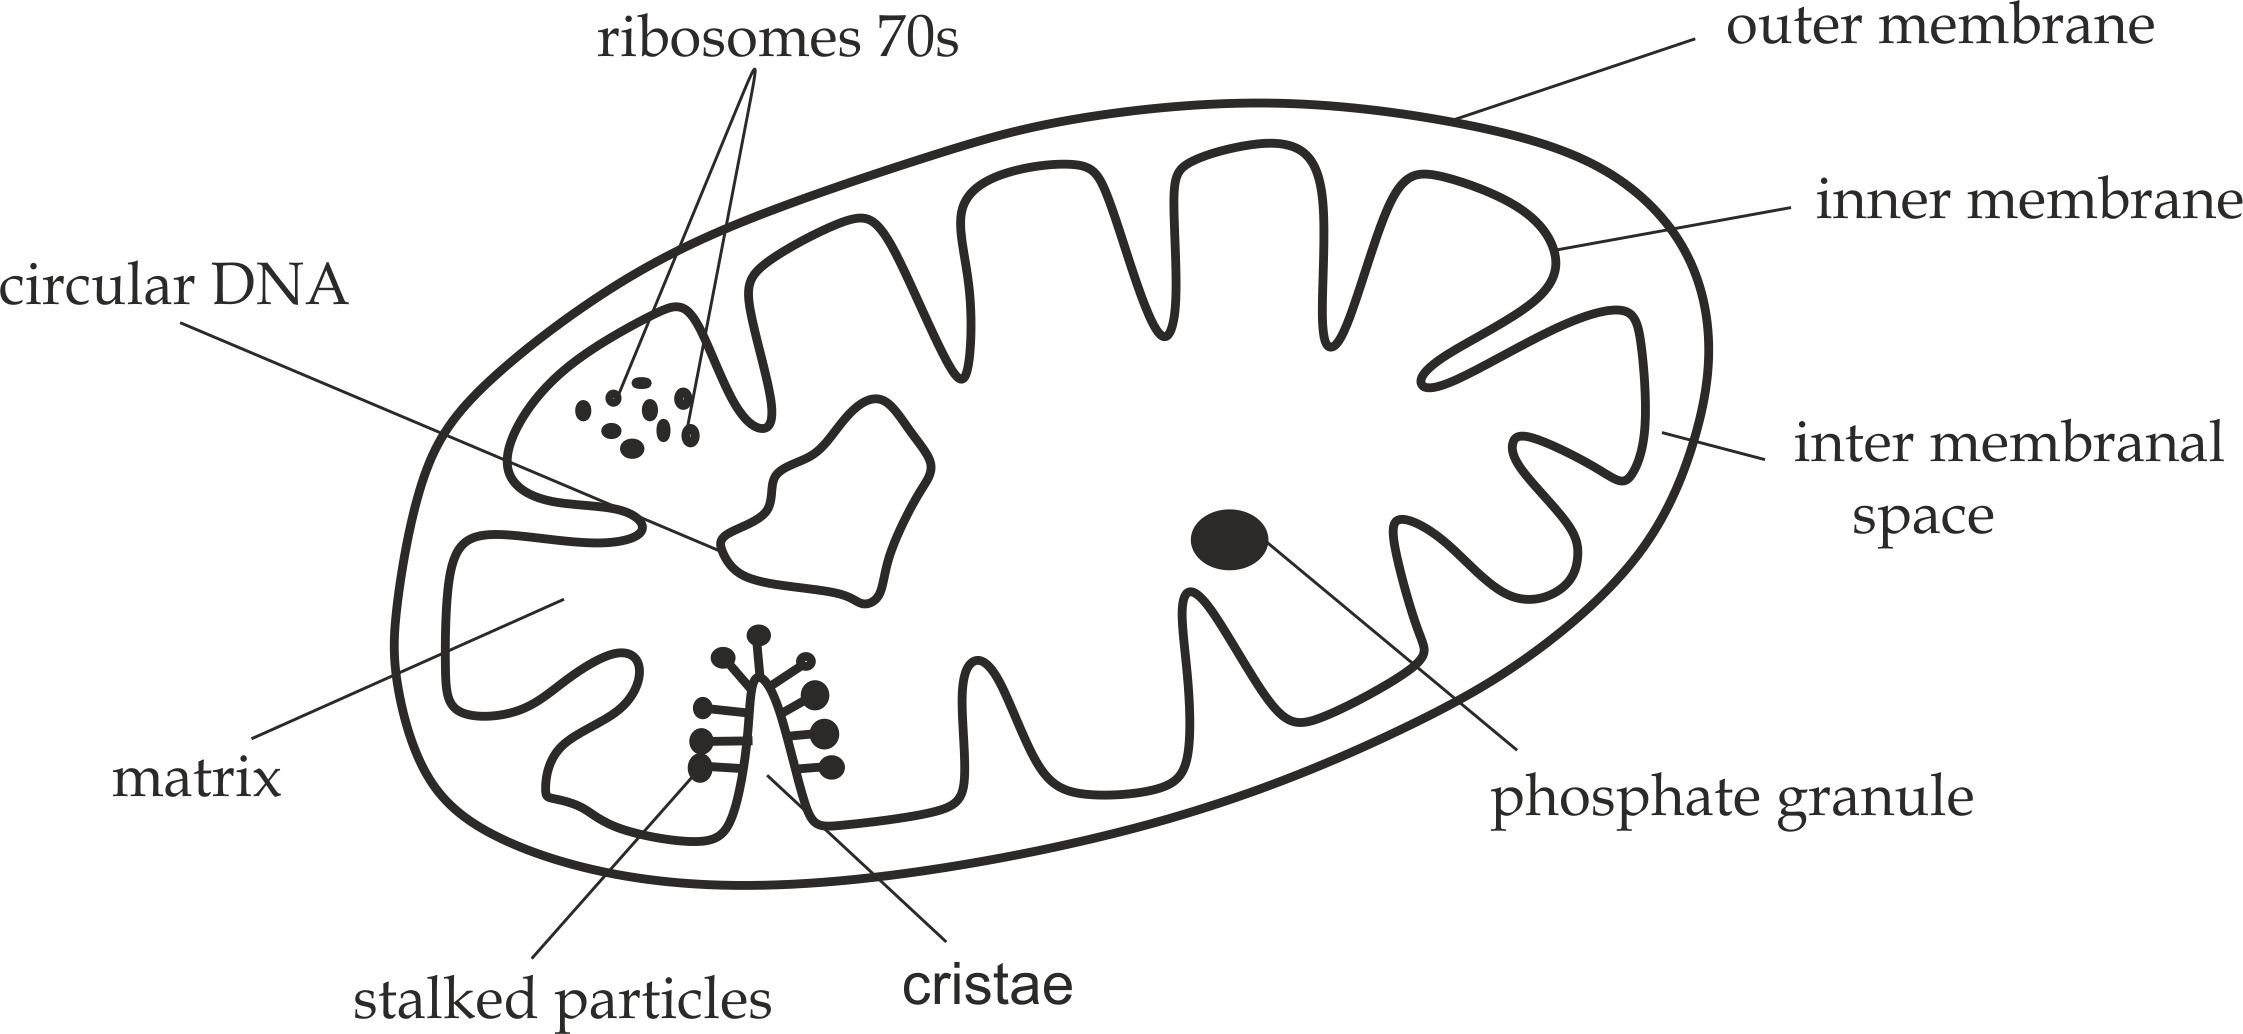 ribosomes 70s
outer membrane
inner membrane
circular DNA
inter membranal
space
matrix
phosphate granule
stalked particles
cristae